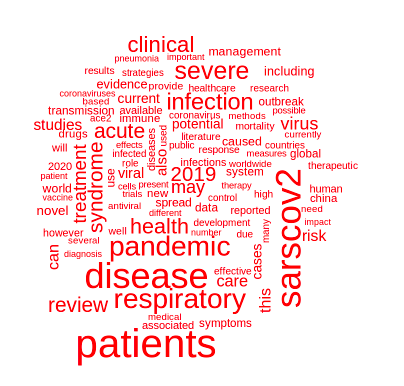 clinical
management
pneumonia
important
results
strategies
severe
including
evidence
provide
healthcare
research
coronaviruses
based
current
infection
outbreak
transmission
available
possible
ace2
immune
coronavirus
methods
studies
acute
potential
mortality
virus
drugs
effects
diseases
used
literature
caused
currently
will
infected
also
public
response
countries
syndrome
role
measures
global
2020
treatment
viral
infections
worldwide
therapeutic
patient
use
2019
system
world
cells
present
may
therapy
sarscov2
human
vaccine
trials
new
control
high
china
novel
antiviral
spread
data
reported
need
different
health
development
impact
however
well
number
due
many
risk
several
pandemic
can
diagnosis
cases
disease
effective
care
this
review
respiratory
medical
associated
symptoms
patients